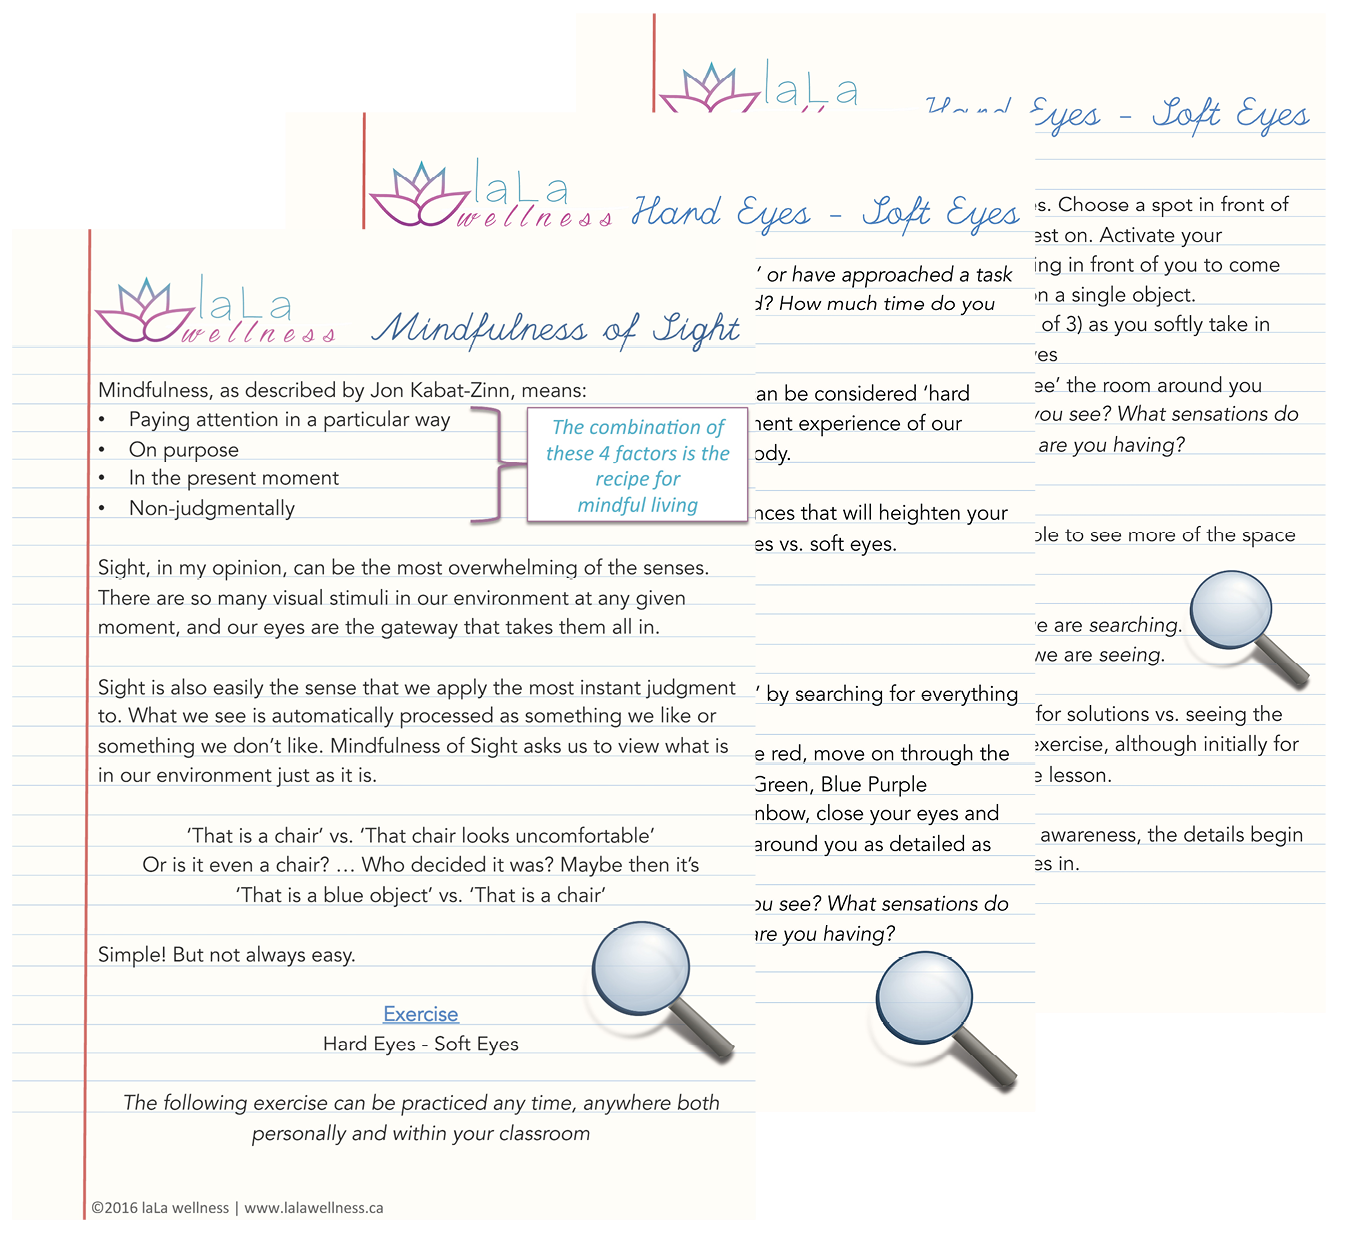 laLa
wellness
Mindfulness of Sight
Mindfulness, as described by Jon Kabat-Zinn, means:
• Paying attention in a particular way
• On purpose
• In the present moment
• Non-judgmentally
The combination of
these 4 factors is the
recipe for
mindful living
Sight, in my opinion, can be the most overwhelming of the senses.
There are so many visual stimuli in our environment at any given
moment, and our eyes are the gateway that takes them all in.
Sight is also easily the sense that we apply the most instant judgment
to. What we see is automatically processed as something we like or
something we don’t like. Mindfulness of Sight asks us to view what is
in our environment just as it is.
‘That is a chair’ vs. ‘That chair looks uncomfortable’
Or is it even a chair? … Who decided it was? Maybe then it’s
‘That is a blue object’ vs. ‘That is a chair’
Simple! But not always easy.
Exercise
Hard Eyes - Soft Eyes
The following exercise can be practiced any time, anywhere both
personally and within your classroom
©2016 laLa wellness | www.lalawellness.ca
laLa
wellness
Hard Eyes - Soft Eyes
’ or have approached a task
? How much time do you
an be considered ‘hard
experience of our
that will heighten your
vs. soft eyes.
’ by searching for everything
red, move on through the
Green, Blue Purple
close your eyes and
around you as detailed as
see? What sensations do
are you having?
laLa
Hard Eyes - Soft Eyes
Choose a spot in front of
on. Activate your
in front of you to come
on a single object.
of 3) as you softly take in
the room around you
you see? What sensations do
are you having?
to see more of the space
are searching.
we are seeing.
for solutions vs. seeing the
exercise, although initially for
lesson.
awareness, the details begin
in.